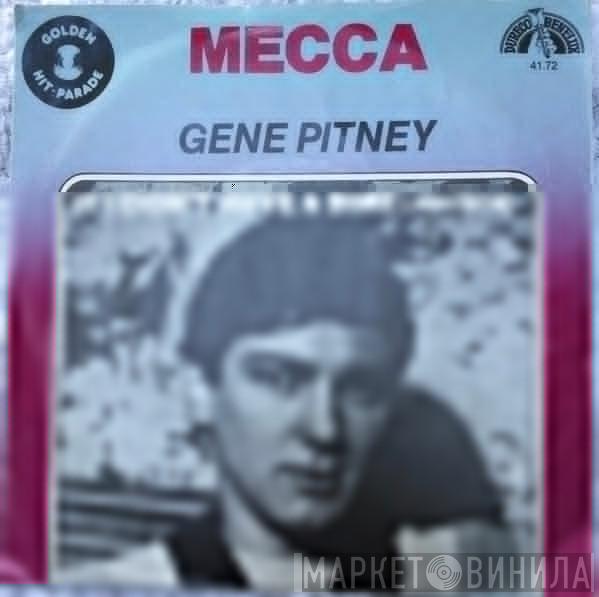 GOLDEN
HIT-PARADE
MECCA
DURECO BENELUX
41.72
GENE PITNEY
МАРКЕТ ВИНИЛА